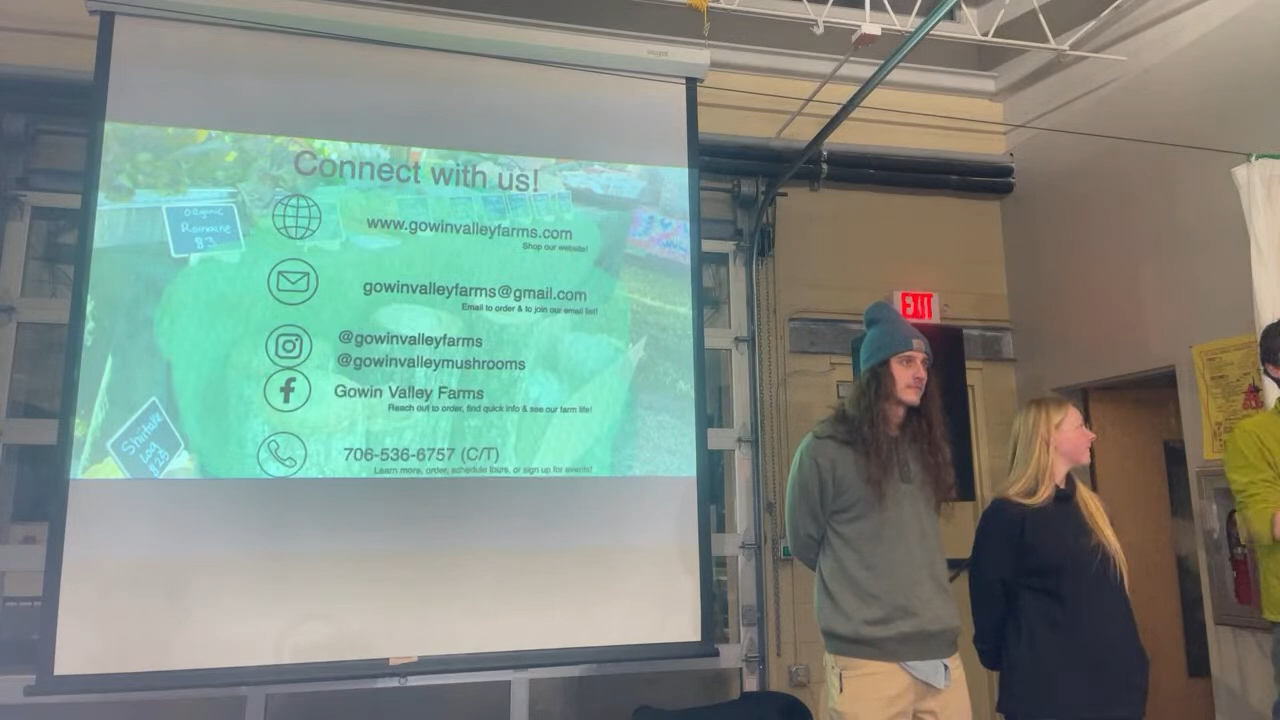 Connect with us!
Organic
Romaine
$3
www.gowinvalleyfarms.com
Shop our website!
gowinvalleyfarms@gmail.com
Email to order & to join our email list!
@gowinvalleyfarms
@gowinvalleymushrooms
Gowin Valley Farms
Reach out to order, find quick info & see our farm life!
Shiitake
Log
$25
706-536-6757 (C/T)
Learn more, order, schedule tours, or sign up for events!
EXIT